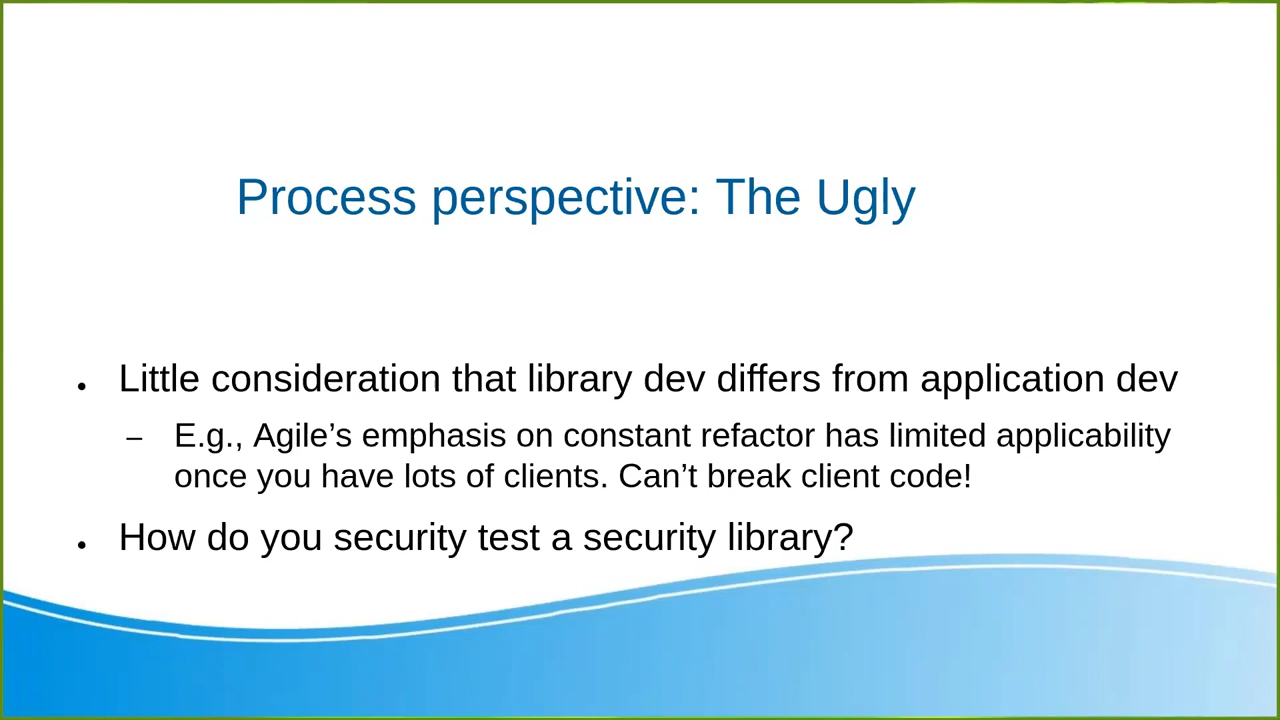 Process perspective: The Ugly
● Little consideration that library dev differs from application dev
– E.g., Agile’s emphasis on constant refactor has limited applicability
once you have lots of clients. Can’t break client code!
● How do you security test a security library?